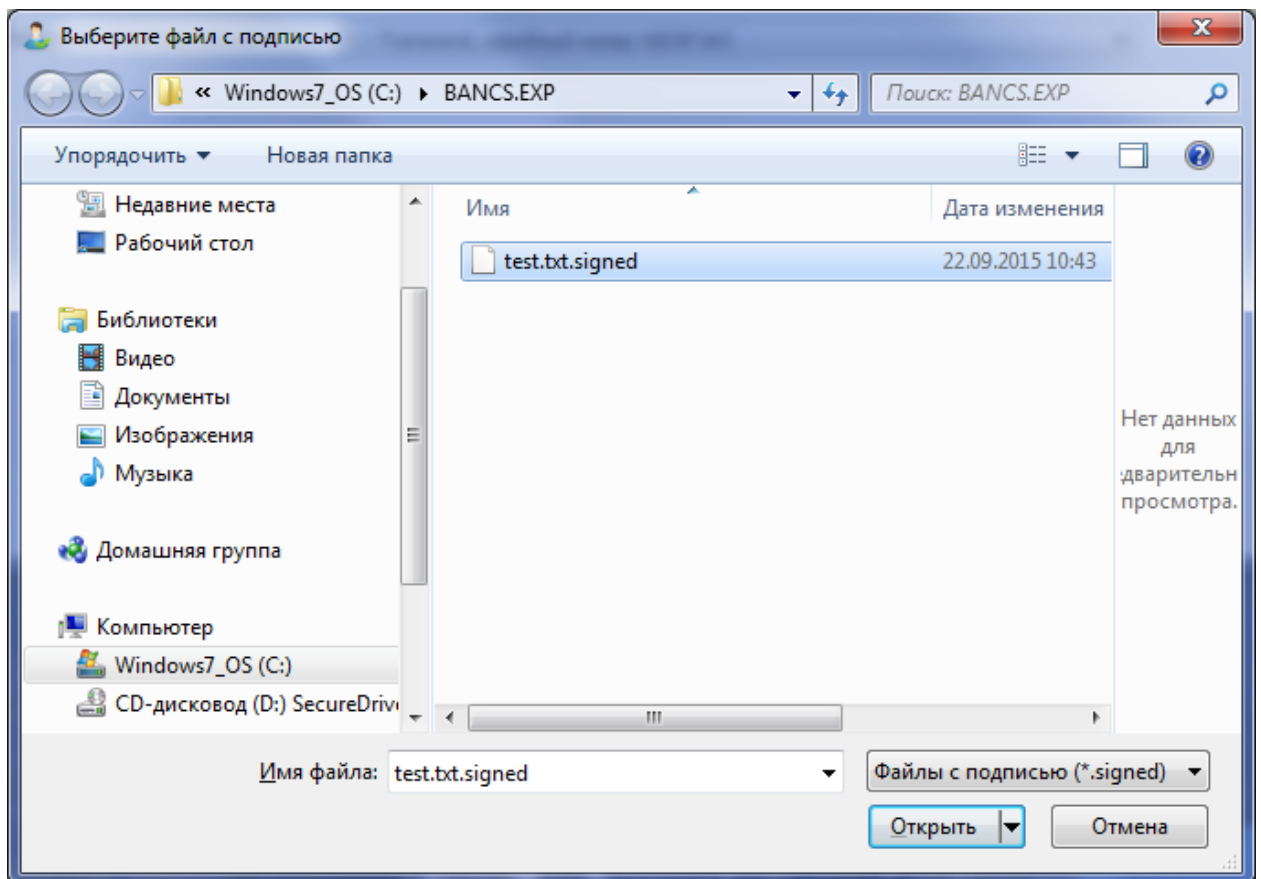 Выберите файл с подписью
« Windows7_OS (C:) ▸ BANCS.EXP
Поиск: BANCS.EXP
Упорядочить
Новая папка
Недавние места
Рабочий стол
Библиотеки
Видео
Документы
Изображения
Музыка
Домашняя группа
Компьютер
Windows7_OS (C:)
CD-дисковод (D:) SecureDriv
Имя
Дата изменения
test.txt.signed
22.09.2015 10:43
Нет данных
для
дварительн
просмотра.
Имя файла: test.txt.signed
Файлы с подписью (*.signed)
Открыть
Отмена